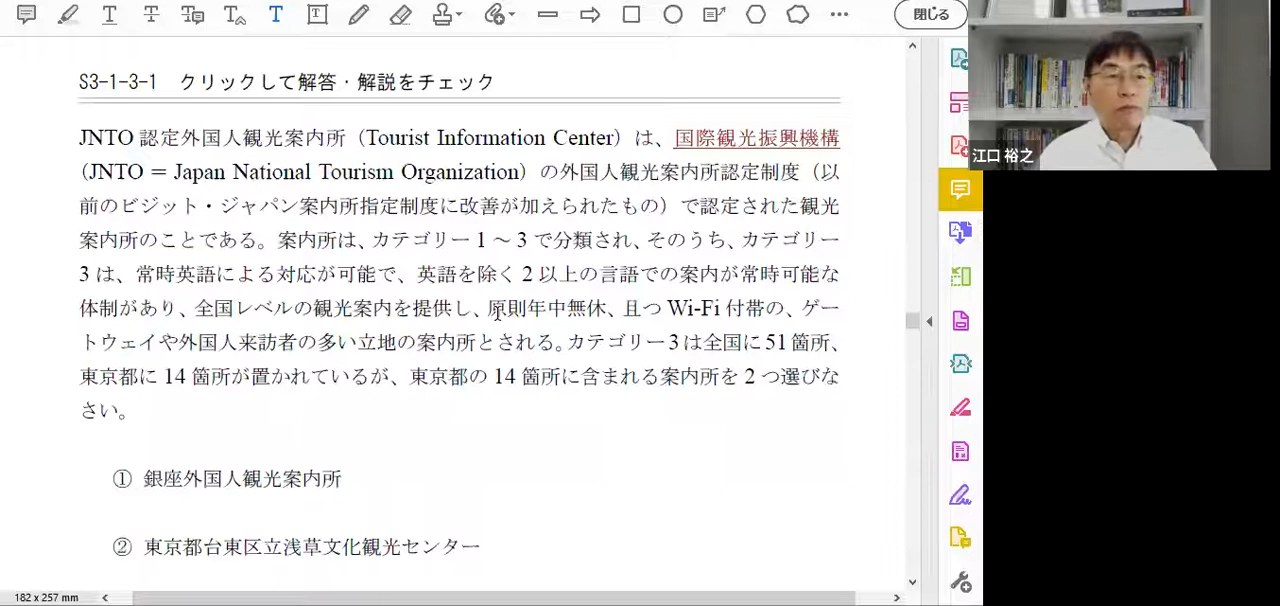 閉じる
S3-1-3-1 クリックして解答・解説をチェック
JNTO 認定外国人観光案内所（Tourist Information Center）は、国際観光振興機構
（JNTO = Japan National Tourism Organization）の外国人観光案内所認定制度（以
前のビジット・ジャパン案内所指定制度に改善が加えられたもの）で認定された観光
案内所のことである。案内所は、カテゴリー 1 ～ 3 で分類され、そのうち、カテゴリー
3 は、常時英語による対応が可能で、英語を除く 2 以上の言語での案内が常時可能な
体制があり、全国レベルの観光案内を提供し、原則年中無休、且つ Wi-Fi 付帯の、ゲー
トウェイや外国人来訪者の多い立地の案内所とされる。カテゴリー 3 は全国に 51 箇所、
東京都に 14 箇所が置かれているが、東京都の 14 箇所に含まれる案内所を 2 つ選びな
さい。
① 銀座外国人観光案内所
② 東京都台東区立浅草文化観光センター
182 x 257 mm
江口 裕之